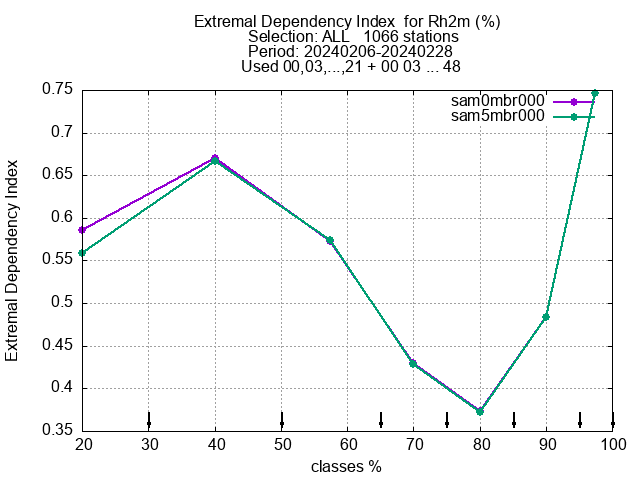 Extremal Dependency Index  for Rh2m (%)
Selection: ALL   1066 stations
Period: 20240206-20240228
Used 00,03,...,21 + 00 03 ... 48
sam0mbr000
sam5mbr000
Extremal Dependency Index
0.75
0.7
0.65
0.6
0.55
0.5
0.45
0.4
0.35
20 30 40 50 60 70 80 90 100
classes %